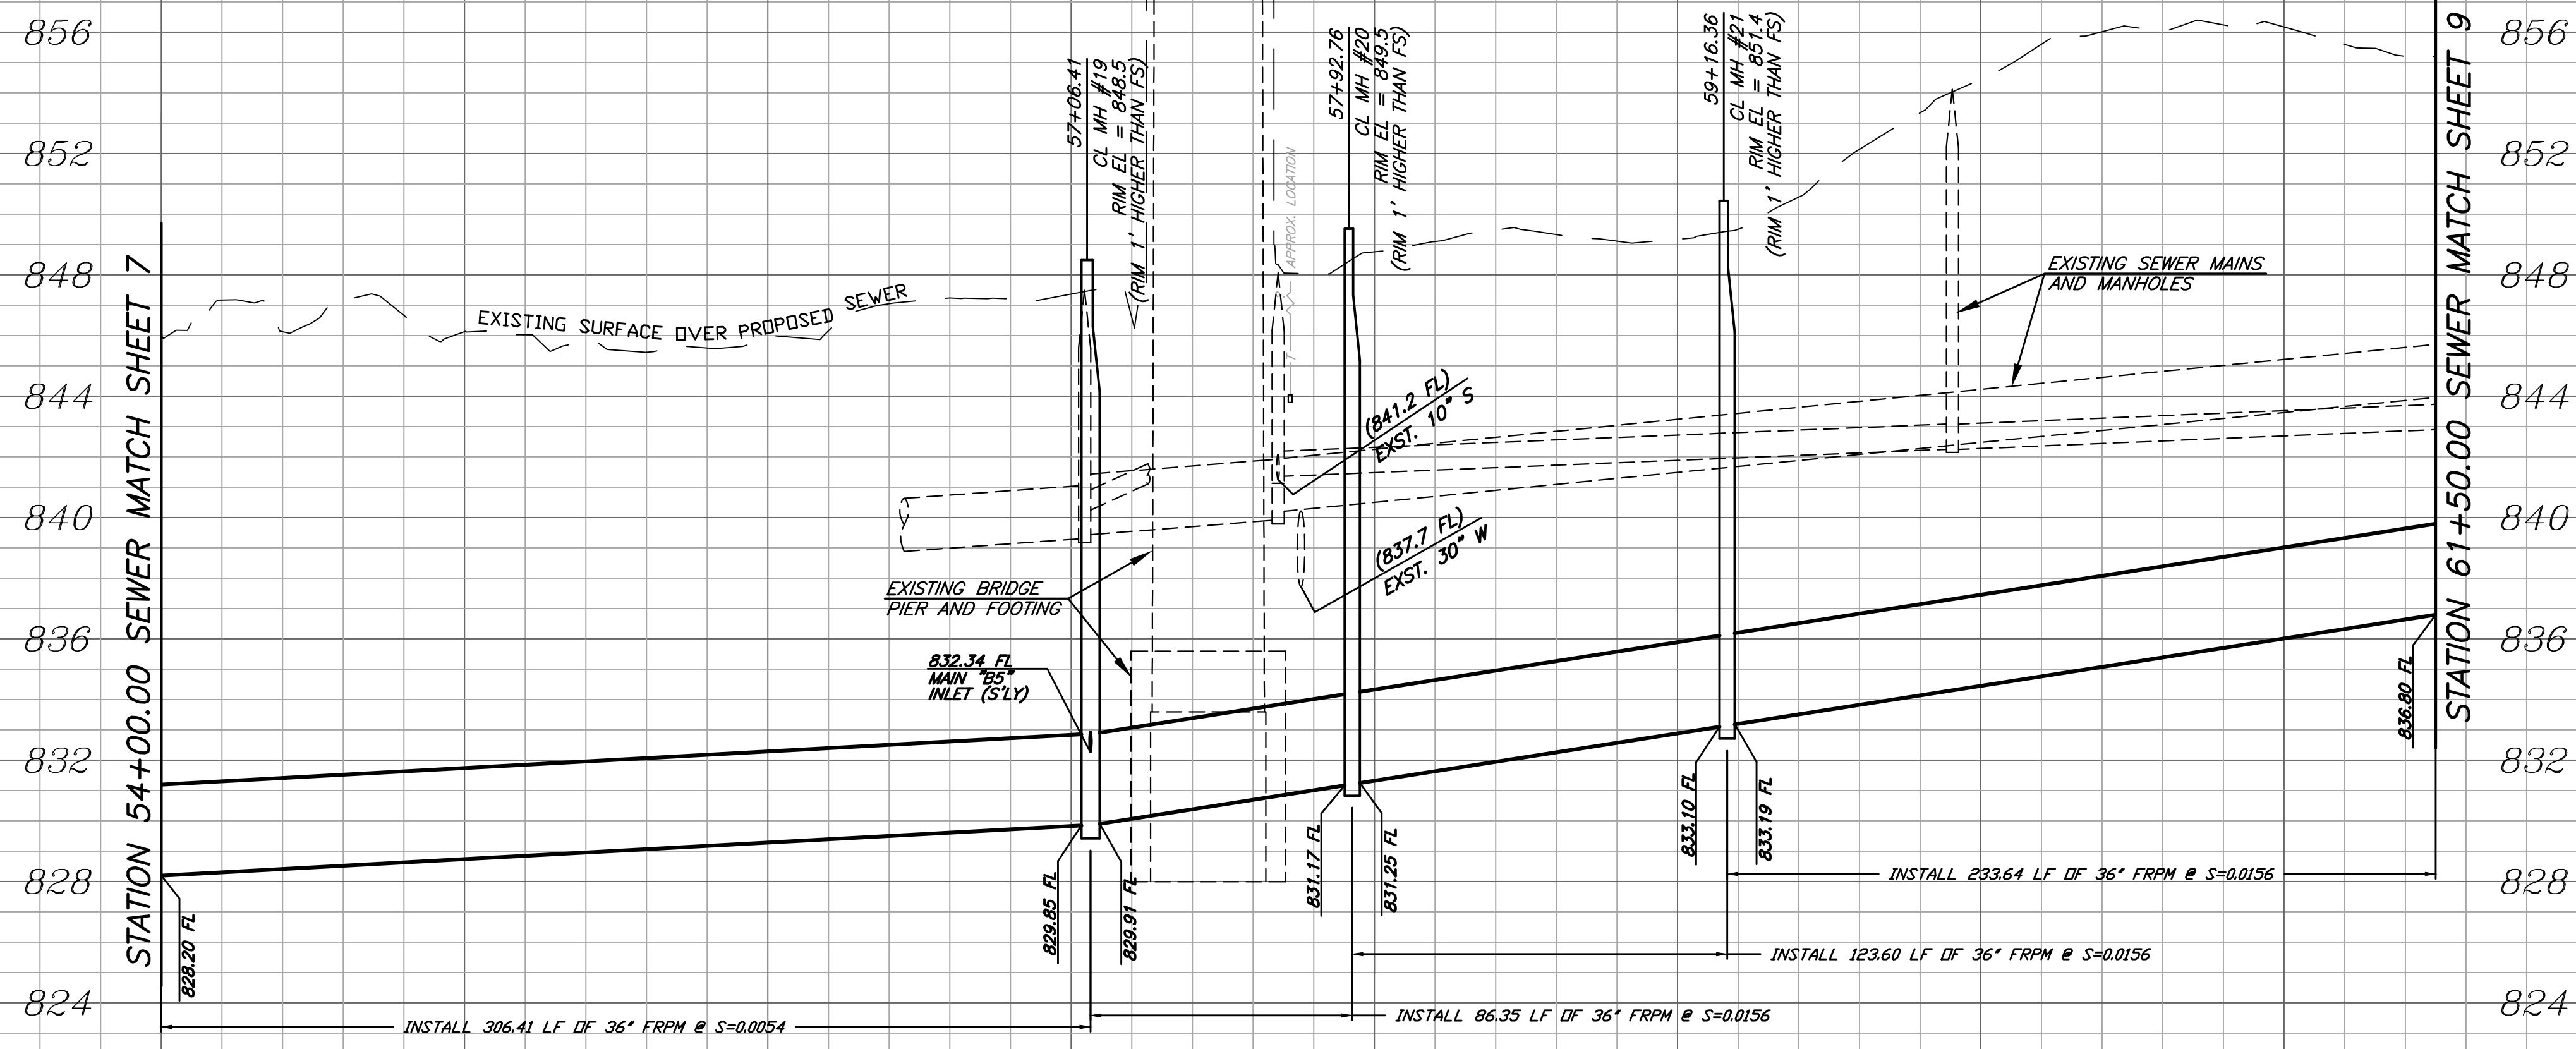 856
852
848
844
840
836
832
828
824
STATION 54+00.00 SEWER MATCH SHEET 7
828.20 FL
EXISTING SURFACE OVER PROPOSED SEWER
57+06.41
CL MH #19
RIM EL = 848.5
(RIM 1' HIGHER THAN FS)
T
APPROX. LOCATION
57+92.76
CL MH #20
RIM EL = 849.5
(RIM 1' HIGHER THAN FS)
59+16.36
CL MH #21
RIM EL = 851.4
(RIM 1' HIGHER THAN FS)
EXISTING SEWER MAINS
AND MANHOLES
(841.2 FL)
EXST. 10" S
(837.7 FL)
EXST. 30" W
EXISTING BRIDGE
PIER AND FOOTING
832.34 FL
MAIN "B5"
INLET (S'LY)
829.85 FL
829.91 FL
831.17 FL
831.25 FL
833.10 FL
833.19 FL
836.80 FL
INSTALL 306.41 LF OF 36" FRPM @ S=0.0054
INSTALL 86.35 LF OF 36" FRPM @ S=0.0156
INSTALL 123.60 LF OF 36" FRPM @ S=0.0156
INSTALL 233.64 LF OF 36" FRPM @ S=0.0156
STATION 61+50.00 SEWER MATCH SHEET 9
856
852
848
844
840
836
832
828
824